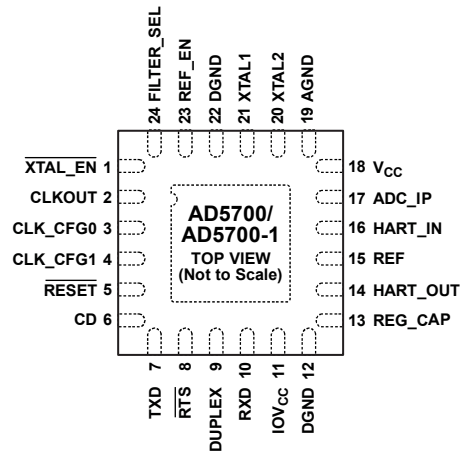 24 FILTER_SEL
23 REF_EN
22 DGND
21 XTAL1
20 XTAL2
19 AGND
XTAL_EN 1
CLKOUT 2
CLK_CFG0 3
CLK_CFG1 4
RESET 5
CD 6
AD5700/
AD5700-1
TOP VIEW
(Not to Scale)
18 VCC
17 ADC_IP
16 HART_IN
15 REF
14 HART_OUT
13 REG_CAP
TXD 7
RTS 8
DUPLEX 9
RXD 10
IOVCC 11
DGND 12